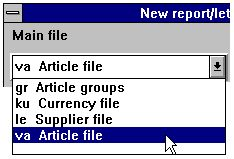 New report/let
Main file
va Article file
gr Article groups
ku Currency file
le Supplier file
va Article file